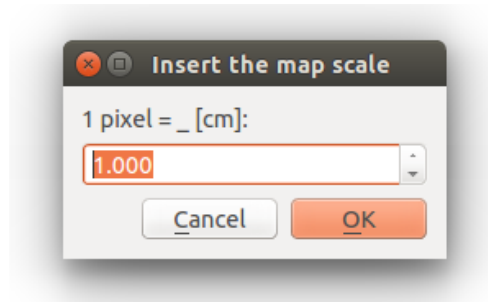 Insert the map scale
1 pixel = _ [cm]:
1.000
Cancel
OK